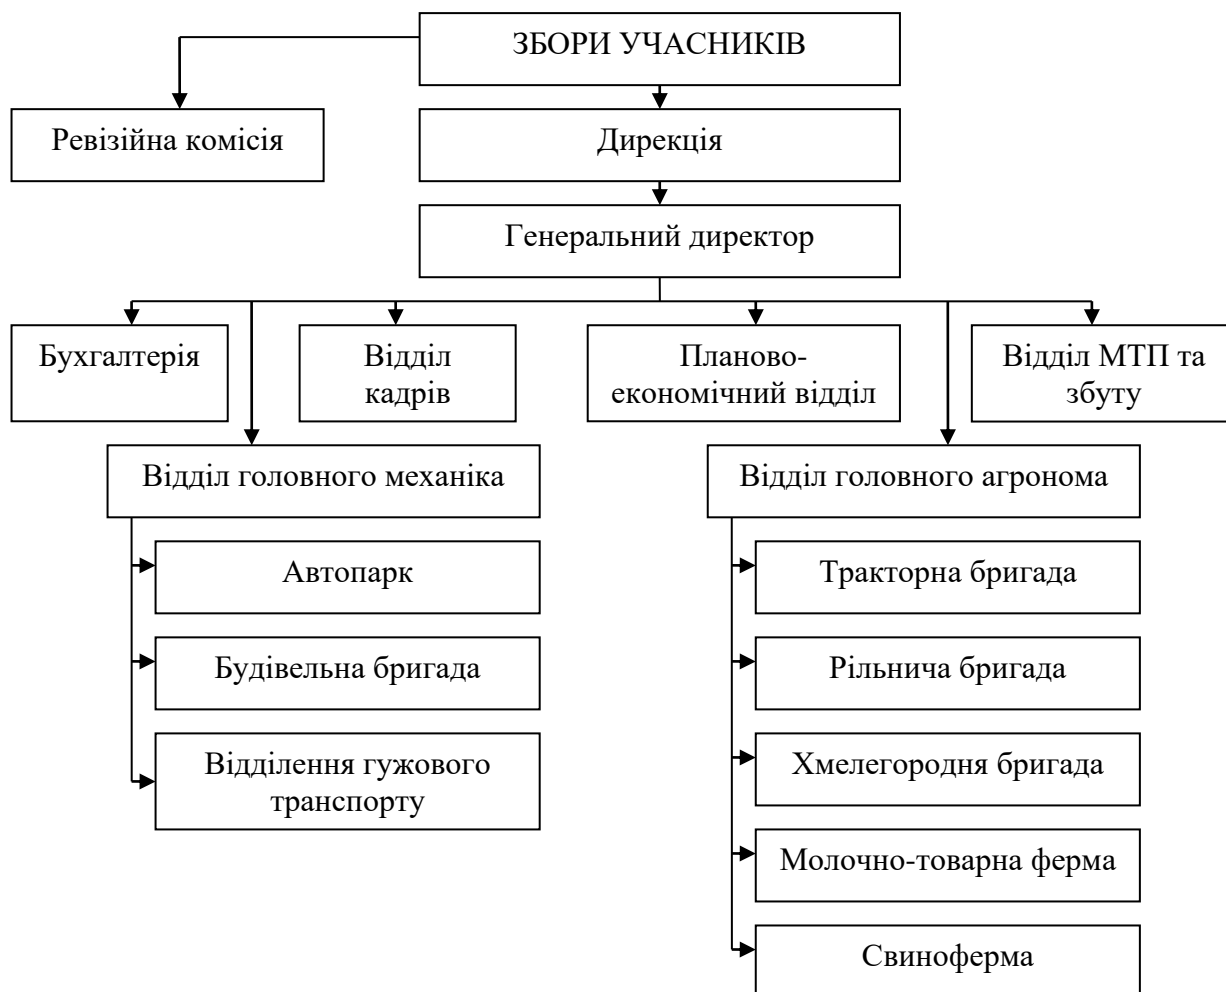 ЗБОРИ УЧАСНИКІВ
Ревізійна комісія
Дирекція
Генеральний директор
Бухгалтерія
Відділ
кадрів
Планово-
економічний відділ
Відділ МТП та
збуту
Відділ головного механіка
Відділ головного агронома
Автопарк
Будівельна бригада
Відділення гужового
транспорту
Тракторна бригада
Рільнича бригада
Хмелегородня бригада
Молочно-товарна ферма
Свиноферма